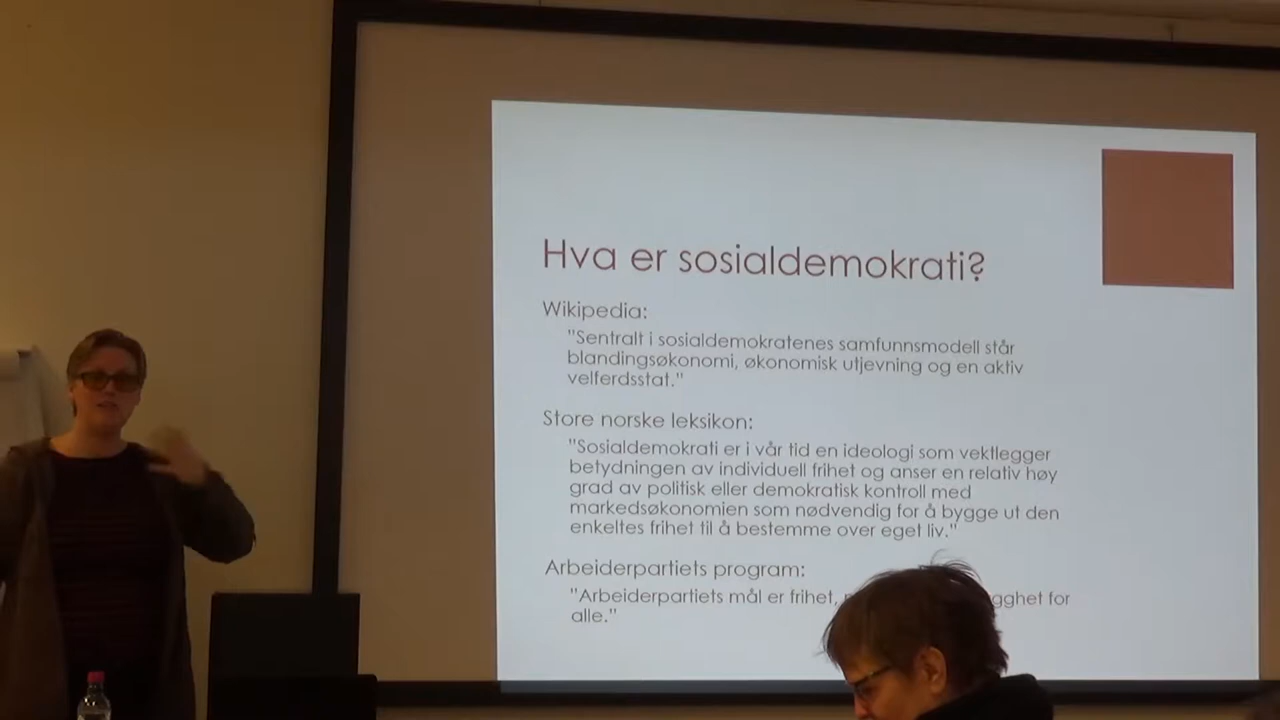 Hva er sosialdemokrati?
Wikipedia:
"Sentralt i sosialdemokratenes samfunnsmodell står
blandingsøkonomi, økonomisk utjevning og en aktiv
velferdsstat."
Store norske leksikon:
"Sosialdemokrati er i vår tid en ideologi som vektlegger
betydningen av individuell frihet og anser en relativ høy
grad av politisk eller demokratisk kontroll med
markedsøkonomien som nødvendig for å bygge ut den
enkeltes frihet til å bestemme over eget liv."
Arbeiderpartiets program:
"Arbeiderpartiets mål er frihet, gghet for
alle."